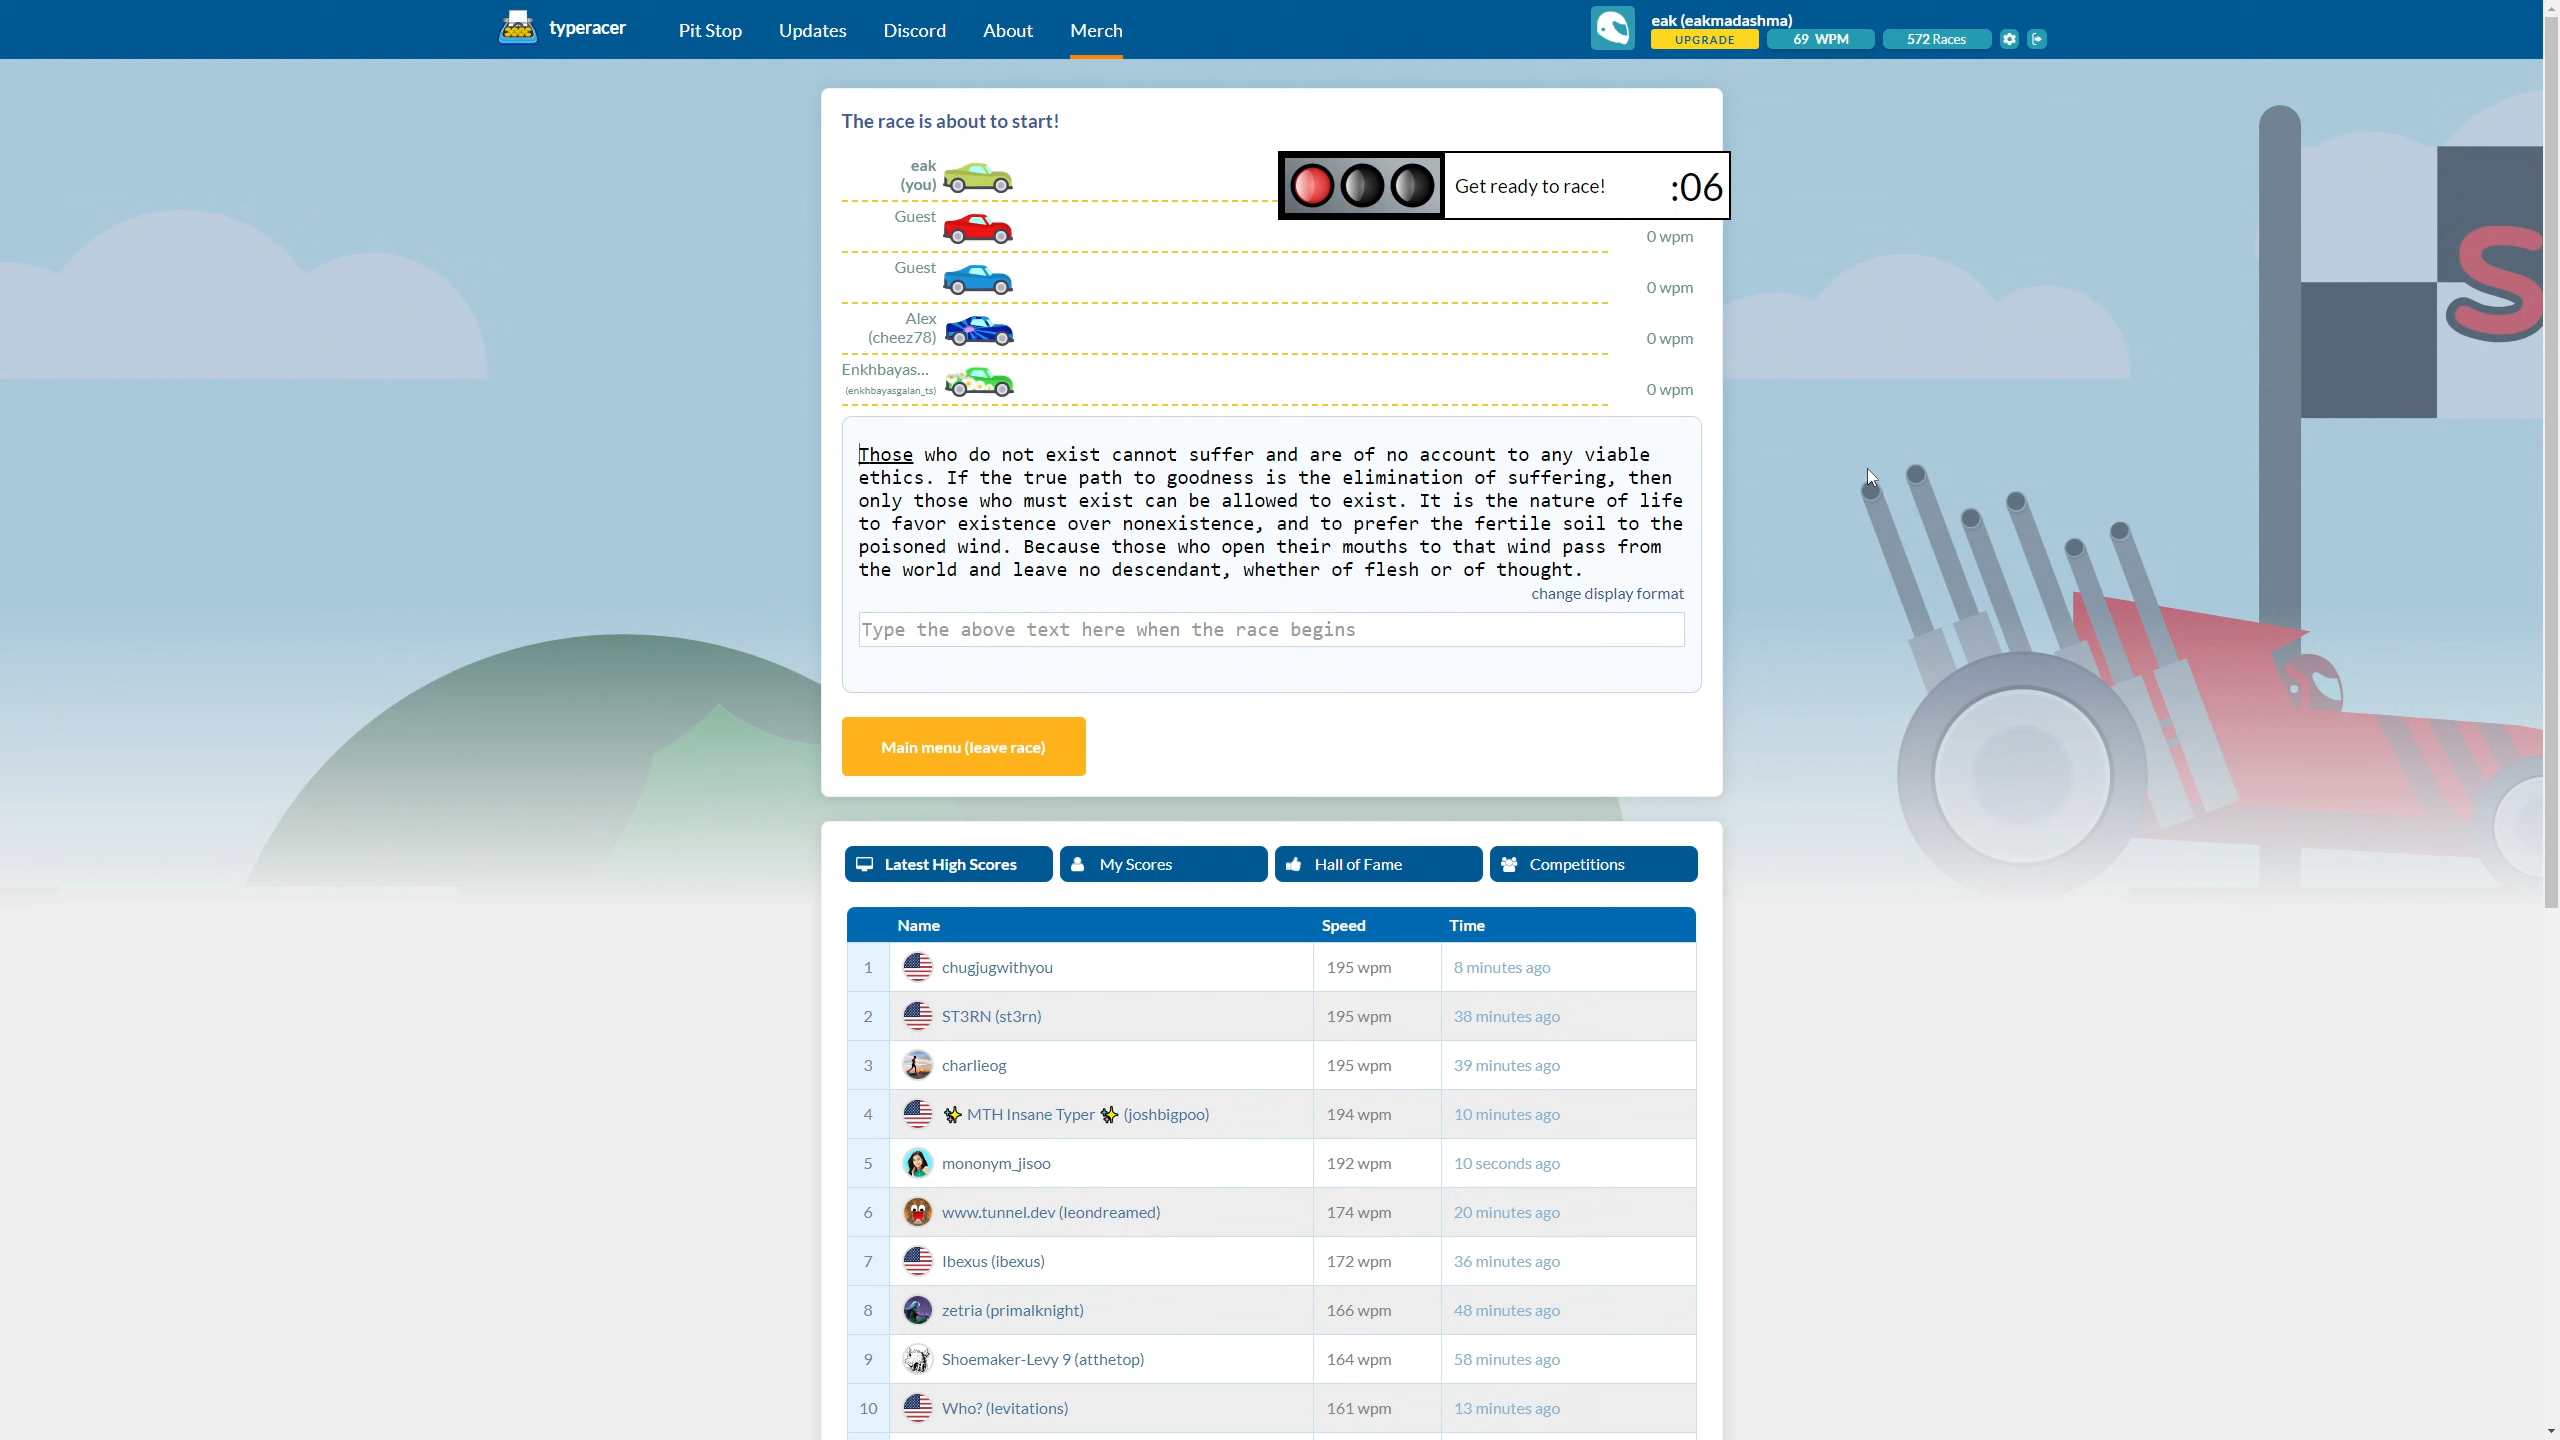 typeracer
Pit Stop
Updates
Discord
About
Merch
eak (eakmadashma)
UPGRADE
69 WPM
572 Races
The race is about to start!
eak
(you)
Get ready to race!
:06
Guest
0 wpm
Guest
0 wpm
Alex
(cheez78)
0 wpm
Enkhbayas...
(enkhbayasgalan_ts)
0 wpm
Those who do not exist cannot suffer and are of no account to any viable
ethics. If the true path to goodness is the elimination of suffering, then
only those who must exist can be allowed to exist. It is the nature of life
to favor existence over nonexistence, and to prefer the fertile soil to the
poisoned wind. Because those who open their mouths to that wind pass from
the world and leave no descendant, whether of flesh or of thought.
change display format
Type the above text here when the race begins
Main menu (leave race)
Latest High Scores
My Scores
Hall of Fame
Competitions
Name Speed Time
1 chugjugwithyou 195 wpm 8 minutes ago
2 ST3RN (st3rn) 195 wpm 38 minutes ago
3 charlieog 195 wpm 39 minutes ago
4 ✨ MTH Insane Typer ✨ (joshbigpoo) 194 wpm 10 minutes ago
5 mononym_jisoo 192 wpm 10 seconds ago
6 www.tunnel.dev (leondreamed) 174 wpm 20 minutes ago
7 Ibexus (ibexus) 172 wpm 36 minutes ago
8 zetria (primalknight) 166 wpm 48 minutes ago
9 Shoemaker-Levy 9 (atthetop) 164 wpm 58 minutes ago
10 Who? (levitations) 161 wpm 13 minutes ago
S